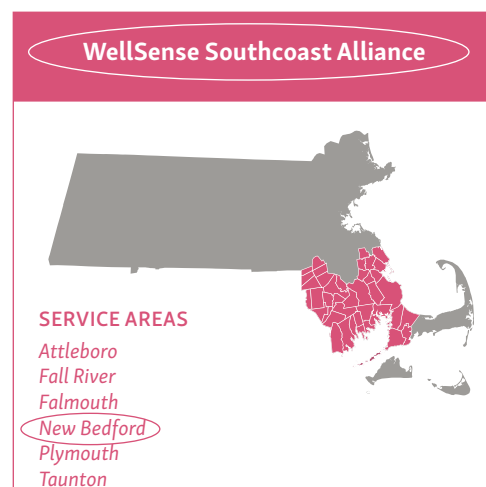 WellSense Southcoast Alliance
SERVICE AREAS
Attleboro
Fall River
Falmouth
New Bedford
Plymouth
Taunton